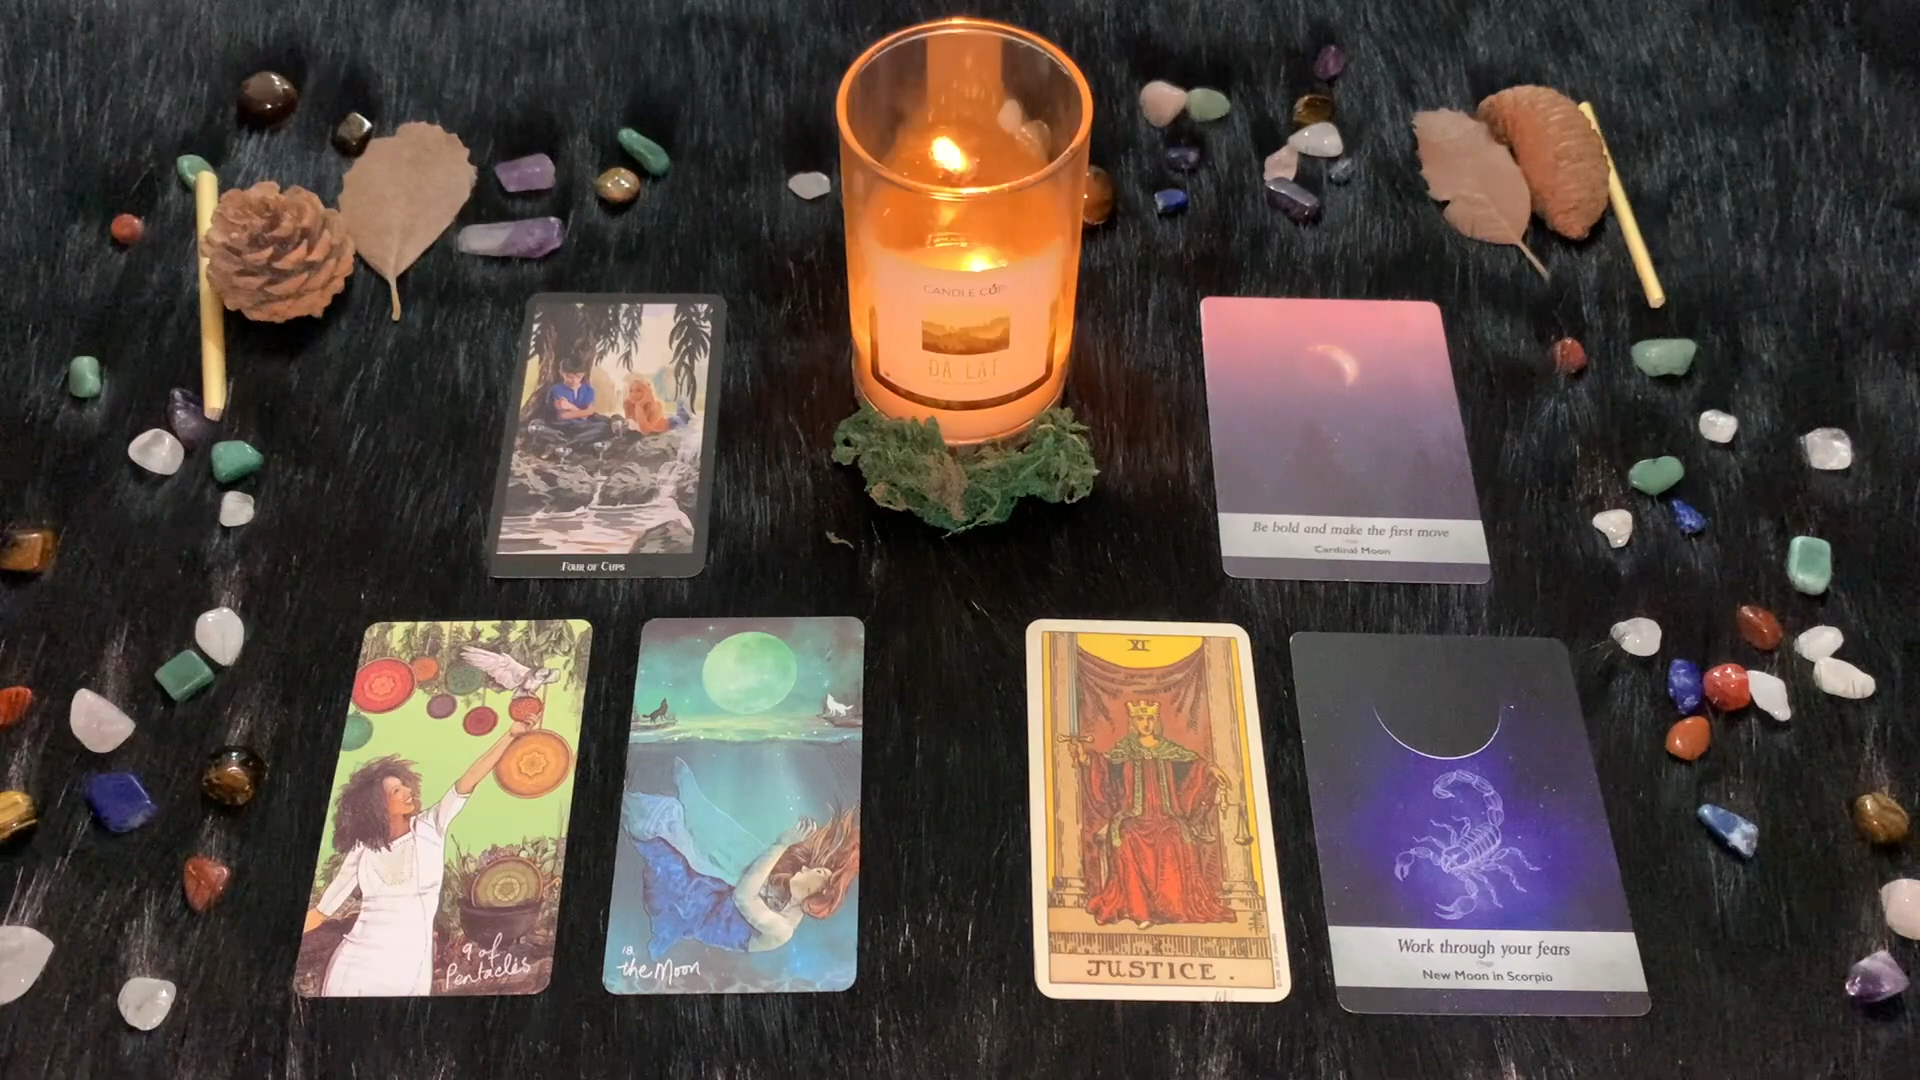 CANDLE CUP
ĐÀ LẠT
FOUR OF CUPS
Be bold and make the first move
Cardinal Moon
9 of
Pentacles
18.
the Moon
XI
JUSTICE.
Work through your fears
New Moon in Scorpio